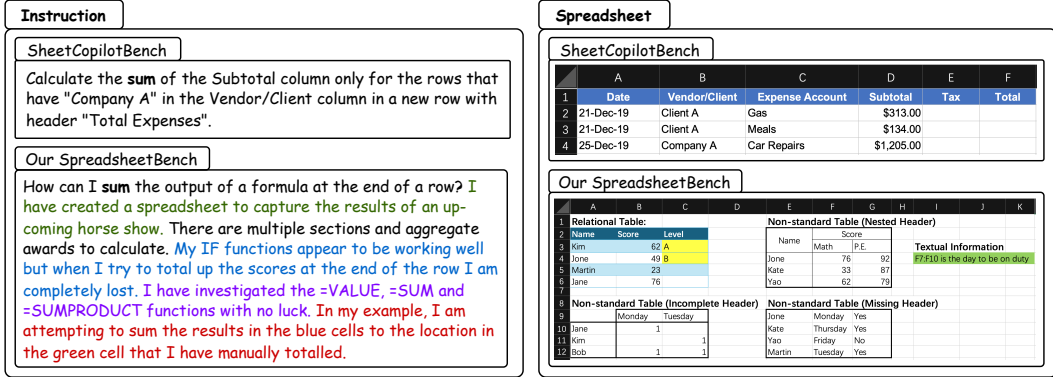 Instruction
SheetCopilotBench
Calculate the sum of the Subtotal column only for the rows that
have "Company A" in the Vendor/Client column in a new row with
header "Total Expenses".
Our SpreadsheetBench
How can I sum the output of a formula at the end of a row? I
have created a spreadsheet to capture the results of an up-
coming horse show. There are multiple sections and aggregate
awards to calculate. My IF functions appear to be working well
but when I try to total up the scores at the end of the row I am
completely lost. I have investigated the =VALUE, =SUM and
=SUMPRODUCT functions with no luck. In my example, I am
attempting to sum the results in the blue cells to the location in
the green cell that I have manually totalled.
Spreadsheet
SheetCopilotBench
A B C D E F
1 Date Vendor/Client Expense Account Subtotal Tax Total
2 21-Dec-19 Client A Gas $313.00
3 21-Dec-19 Client A Meals $134.00
4 25-Dec-19 Company A Car Repairs $1,205.00
Our SpreadsheetBench
A B C D E F G H I J K
1 Relational Table: Non-standard Table (Nested Header)
2 Name Score Level Name Score
3 Kim 62 A Math P.E. Textual Information
4 Jone 49 B Jone 76 92 F7:F10 is the day to be on duty
5 Martin 23 Kate 33 87
6 Jane 76 Yao 62 79
7
8 Non-standard Table (Incomplete Header) Non-standard Table (Missing Header)
9 Monday Tuesday Jone Monday Yes
10 Jane 1 Kate Thursday Yes
11 Kim 1 Yao Friday No
12 Bob 1 1 Martin Tuesday Yes